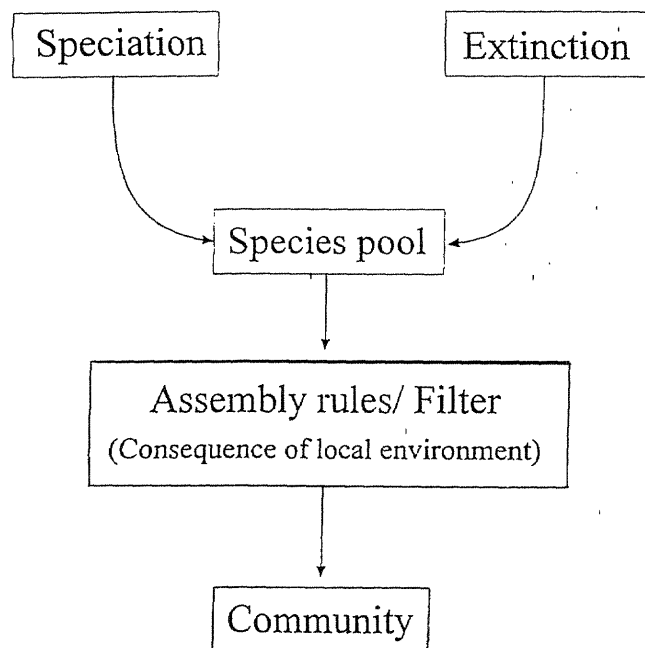 Speciation
Extinction
Species pool
Assembly rules/ Filter
(Consequence of local environment)
Community